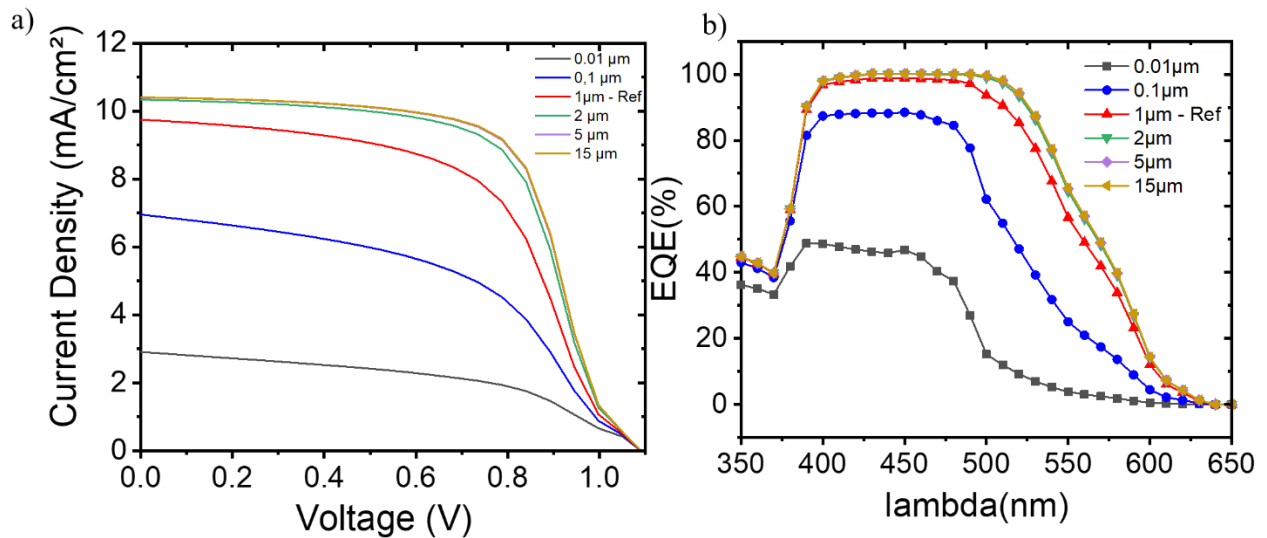 a)
Current Density (mA/cm²)
12
10
8
6
4
2
0
0.0
0.2
0.4
0.6
0.8
1.0
Voltage (V)
0.01 μm
0,1 μm
1μm - Ref
2 μm
5 μm
15 μm
b)
EQE(%)
100
80
60
40
20
0
350
400
450
500
550
600
650
lambda(nm)
0.01μm
0.1μm
1μm - Ref
2μm
5μm
15μm